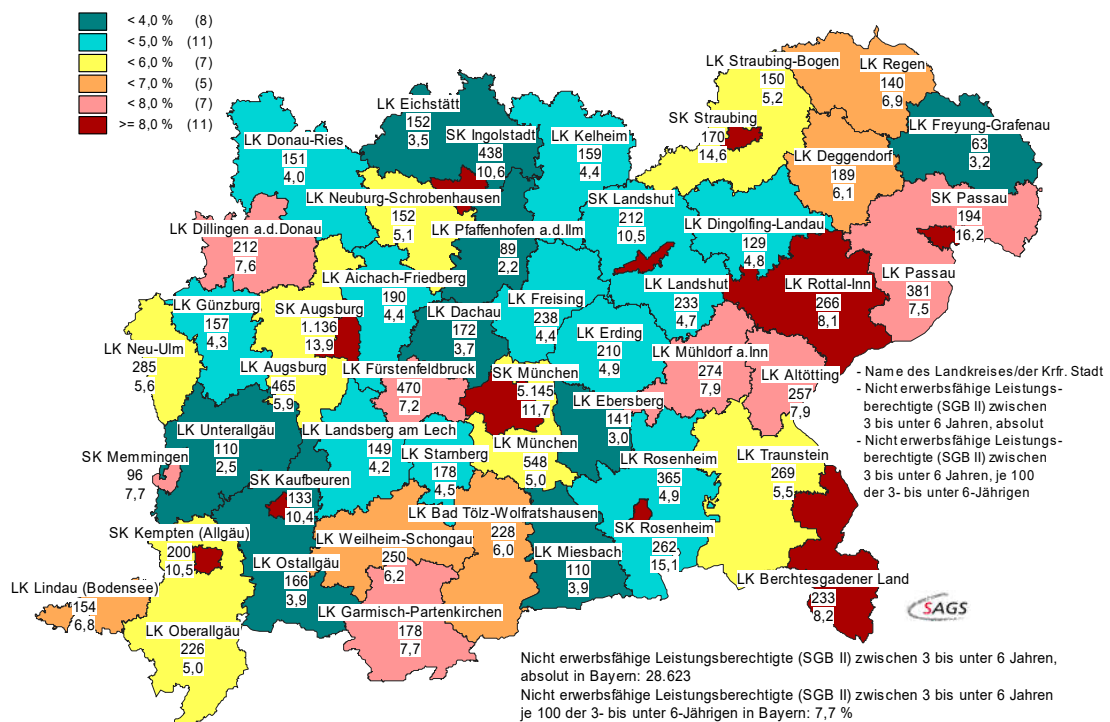 < 4,0 % (8)
< 5,0 % (11)
< 6,0 % (7)
< 7,0 % (5)
< 8,0 % (7)
>= 8,0 % (11)
LK Eichstätt
152
3,5
SK Ingolstadt
438
10,6
LK Donau-Ries
151
4,0
LK Kelheim
159
4,4
LK Straubing-Bogen
150
5,2
LK Regen
140
6,9
SK Straubing
170
14,6
LK Freyung-Grafenau
63
3,2
LK Deggendorf
189
6,1
LK Neuburg-Schrobenhausen
152
5,1
SK Landshut
212
10,5
SK Passau
194
16,2
LK Dillingen a.d.Donau
212
7,6
LK Pfaffenhofen a.d.Ilm
89
2,2
LK Dingolfing-Landau
129
4,8
LK Aichach-Friedberg
190
4,4
LK Landshut
233
4,7
LK Rottal-Inn
266
8,1
LK Passau
381
7,5
LK Günzburg
157
4,3
SK Augsburg
1.136
13,9
LK Dachau
172
3,7
LK Freising
238
4,4
LK Erding
210
4,9
LK Neu-Ulm
285
5,6
LK Augsburg
465
5,9
LK Fürstenfeldbruck
470
7,2
SK München
5.145
11,7
LK Mühldorf a.Inn
274
7,9
LK Altötting
257
7,9
LK Ebersberg
141
3,0
- Name des Landkreises/der Krfr. Stadt
- Nicht erwerbsfähige Leistungs-
berechtigte (SGB II) zwischen
3 bis unter 6 Jahren, absolut
- Nicht erwerbsfähige Leistungs-
berechtigte (SGB II) zwischen
3 bis unter 6 Jahren, je 100
der 3- bis unter 6-Jährigen
LK Unterallgäu
110
2,5
LK Landsberg am Lech
149
4,2
LK München
548
5,0
SK Memmingen
96
7,7
LK Starnberg
178
4,5
LK Rosenheim
365
4,9
LK Traunstein
269
5,5
SK Kaufbeuren
133
10,4
LK Bad Tölz-Wolfratshausen
228
6,0
SK Kempten (Allgäu)
200
10,5
LK Weilheim-Schongau
250
6,2
SK Rosenheim
262
15,1
LK Ostallgäu
166
3,9
LK Miesbach
110
3,9
LK Lindau (Bodensee)
154
6,8
LK Berchtesgadener Land
233
8,2
LK Garmisch-Partenkirchen
178
7,7
LK Oberallgäu
226
5,0
SAGS
Nicht erwerbsfähige Leistungsberechtigte (SGB II) zwischen 3 bis unter 6 Jahren,
absolut in Bayern: 28.623
Nicht erwerbsfähige Leistungsberechtigte (SGB II) zwischen 3 bis unter 6 Jahren
je 100 der 3- bis unter 6-Jährigen in Bayern: 7,7 %